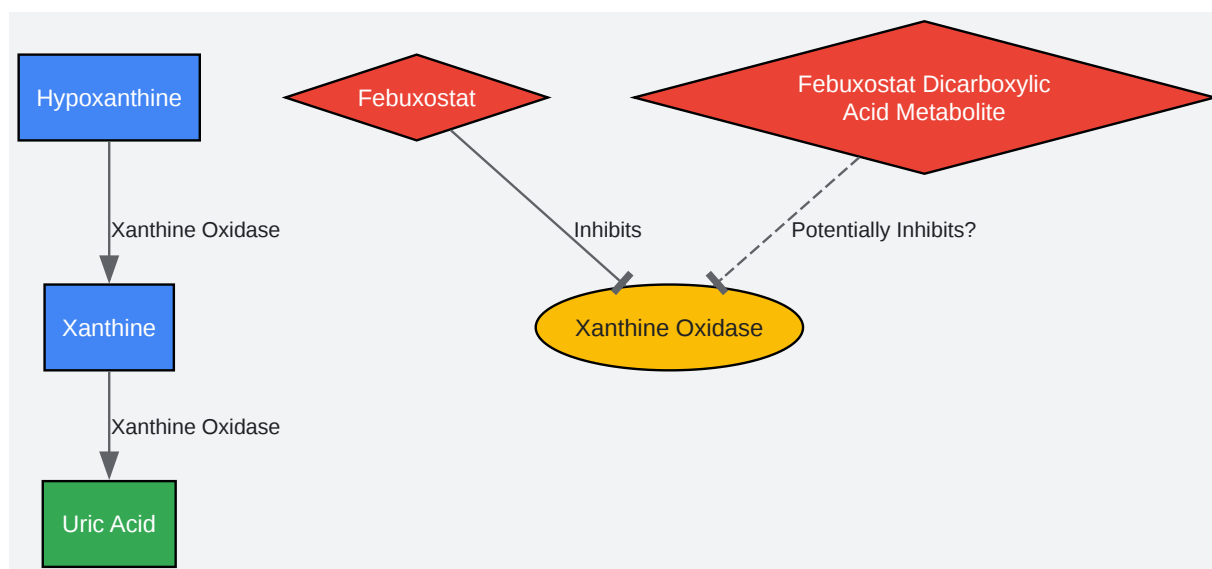 Hypoxanthine
Febuxostat
Febuxostat Dicarboxylic
Acid Metabolite
Xanthine Oxidase
Inhibits
Potentially Inhibits?
Xanthine
Xanthine Oxidase
Xanthine Oxidase
Uric Acid